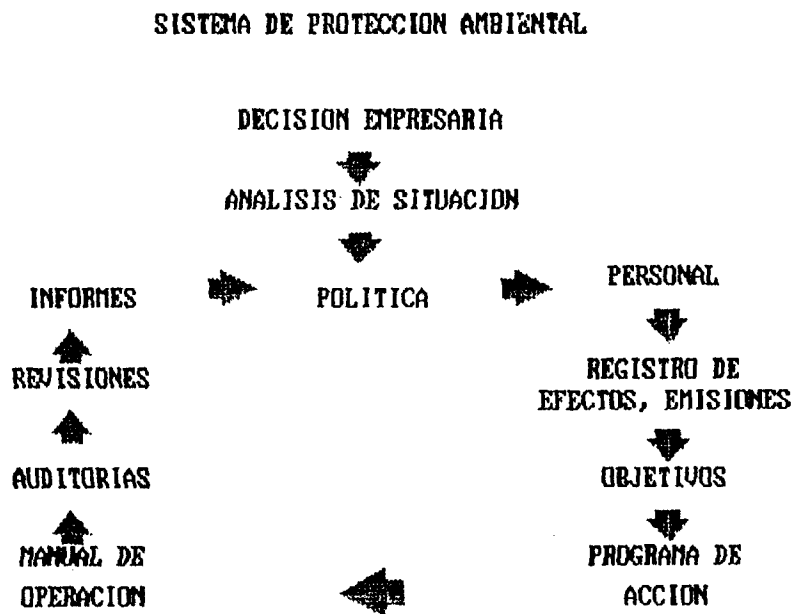 SISTEMA DE PROTECCION AMBIENTAL
DECISION EMPRESARIA
ANALISIS DE SITUACION
POLITICA
PERSONAL
REGISTRO DE
EFECTOS, EMISIONES
OBJETIVOS
PROGRAMA DE
ACCION
MANUAL DE
OPERACION
AUDITORIAS
REVISIONES
INFORMES